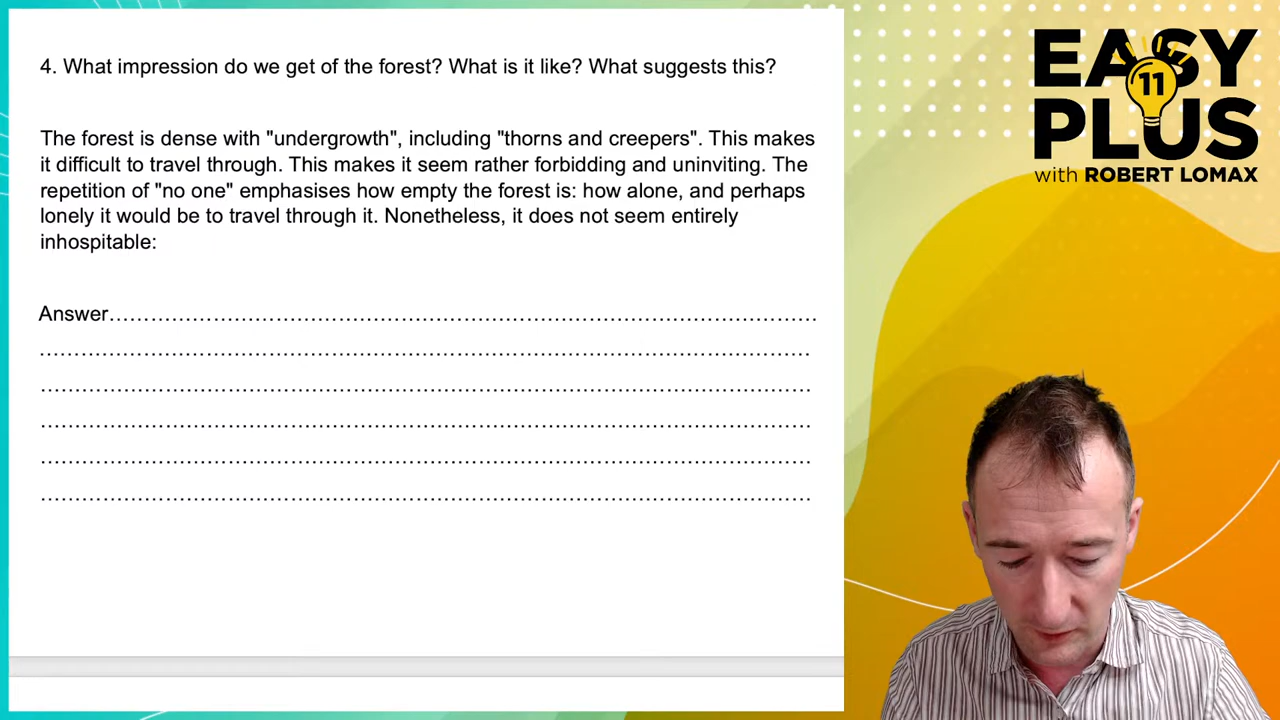 4. What impression do we get of the forest? What is it like? What suggests this?
The forest is dense with "undergrowth", including "thorns and creepers". This makes
it difficult to travel through. This makes it seem rather forbidding and uninviting. The
repetition of "no one" emphasises how empty the forest is: how alone, and perhaps
lonely it would be to travel through it. Nonetheless, it does not seem entirely
inhospitable:
Answer……………………………………………………………………………………………
………………………………………………………………………………………………………
………………………………………………………………………………………………………
………………………………………………………………………………………………………
………………………………………………………………………………………………………
………………………………………………………………………………………………………
EASY
11
PLUS
with ROBERT LOMAX